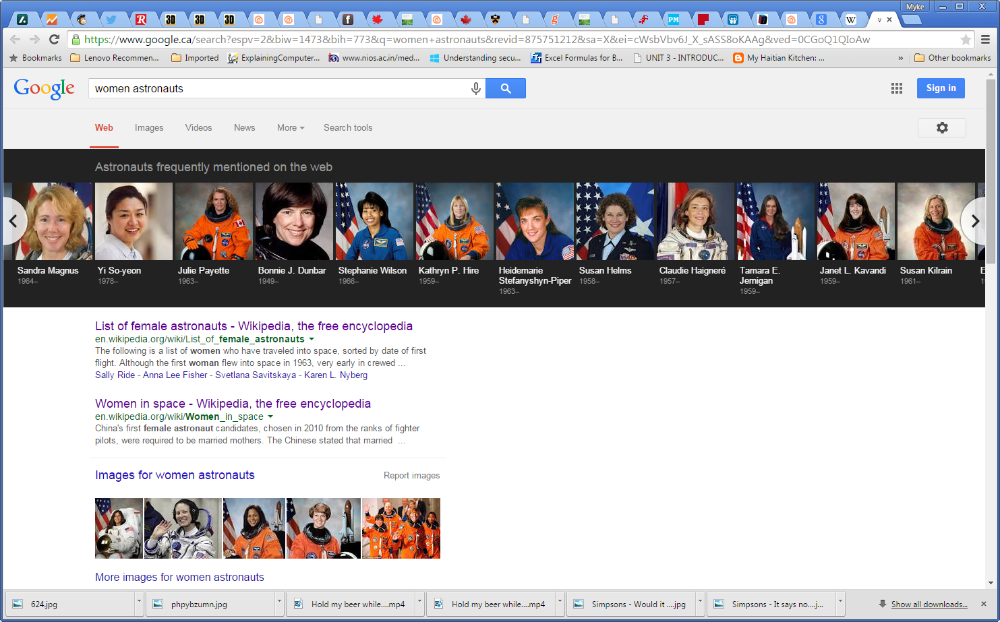 Myke
https://www.google.ca/search?espv=2&biw=1473&bih=773&q=women+astronauts&revid=875751212&sa=X&ei=cWsbVbv6J_X_sASS8oKAAg&ved=0CGoQ1QIoAw
Bookmarks Lenovo Recommen... Imported ExplainingComputer... www.nios.ac.in/med... Understanding secu... Excel Formulas for B... UNIT 3 - INTRODUC... My Haitian Kitchen: ... » Other bookmarks
Google women astronauts Sign in
Web Images Videos News More Search tools
Astronauts frequently mentioned on the web
Sandra Magnus
1964–
Yi So-yeon
1978–
Julie Payette
1963–
Bonnie J. Dunbar
1949–
Stephanie Wilson
1966–
Kathryn P. Hire
1959–
Heidemarie
Stefanyshyn-Piper
1963–
Susan Helms
1958–
Claudie Haigneré
1957–
Tamara E.
Jernigan
1959–
Janet L. Kavandi
1959–
Susan Kilrain
1961–
List of female astronauts - Wikipedia, the free encyclopedia
en.wikipedia.org/wiki/List_of_female_astronauts
The following is a list of women who have traveled into space, sorted by date of first
flight. Although the first woman flew into space in 1963, very early in crewed ...
Sally Ride - Anna Lee Fisher - Svetlana Savitskaya - Karen L. Nyberg
Women in space - Wikipedia, the free encyclopedia
en.wikipedia.org/wiki/Women_in_space
China's first female astronaut candidates, chosen in 2010 from the ranks of fighter
pilots, were required to be married mothers. The Chinese stated that married ...
Images for women astronauts Report images
More images for women astronauts
624.jpg phpybzumn.jpg Hold my beer while....mp4 Hold my beer while....mp4 Simpsons - Would it ....jpg Simpsons - It says no....j... Show all downloads...